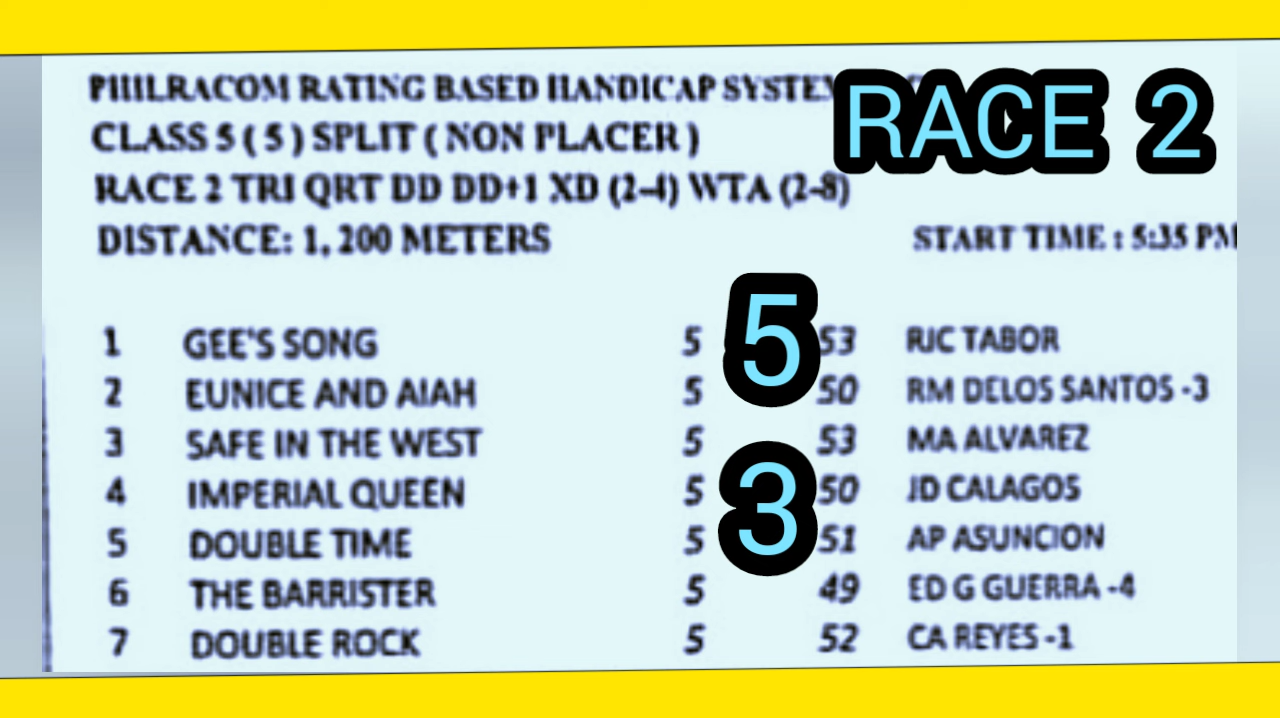 PHILRACOM RATING BASED HANDICAP SYSTEM
RACE 2
CLASS 5 ( 5 ) SPLIT ( NON PLACER )
RACE 2 TRI QRT DD DD+1 XD (2-4) WTA (2-8)
DISTANCE: 1, 200 METERS START TIME : 5:35 PM
5
1 GEE'S SONG 5 53 RJC TABOR
2 EUNICE AND AIAH 5 50 RM DELOS SANTOS -3
3 SAFE IN THE WEST 5 53 MA ALVAREZ
3
4 IMPERIAL QUEEN 5 50 JD CALAGOS
5 DOUBLE TIME 5 51 AP ASUNCION
6 THE BARRISTER 5 49 ED G GUERRA -4
7 DOUBLE ROCK 5 52 CA REYES -1